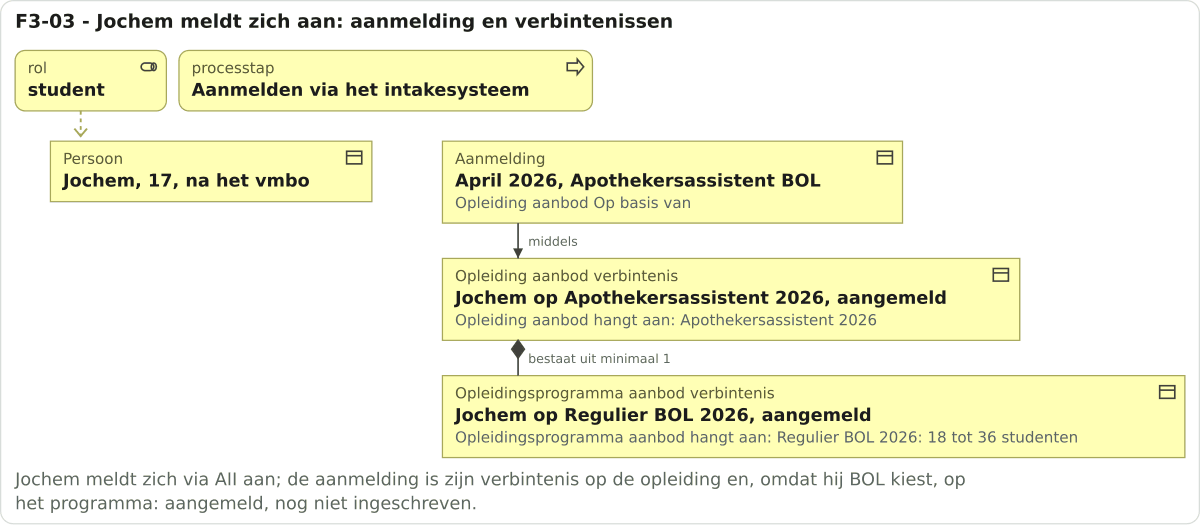 F3-03 - Jochem meldt zich aan: aanmelding en verbintenissen
rol
student
processtap
Aanmelden via het intakesysteem
Persoon
Jochem, 17, na het vmbo
Aanmelding
April 2026, Apothekersassistent BOL
Opleiding aanbod Op basis van
middels
Opleiding aanbod verbintenis
Jochem op Apothekersassistent 2026, aangemeld
Opleiding aanbod hangt aan: Apothekersassistent 2026
bestaat uit minimaal 1
Opleidingsprogramma aanbod verbintenis
Jochem op Regulier BOL 2026, aangemeld
Opleidingsprogramma aanbod hangt aan: Regulier BOL 2026: 18 tot 36 studenten
Jochem meldt zich via All aan; de aanmelding is zijn verbintenis op de opleiding en, omdat hij BOL kiest, op
het programma: aangemeld, nog niet ingeschreven.